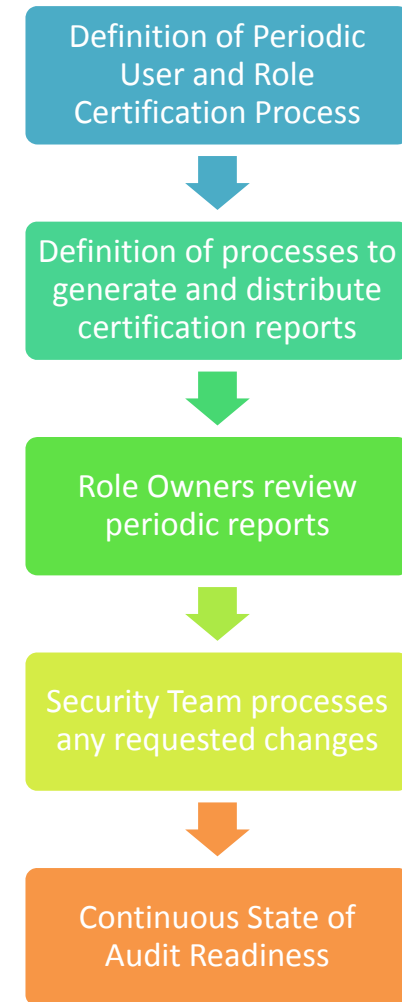 Definition of Periodic
User and Role
Certification Process
Definition of processes to
generate and distribute
certification reports
Role Owners review
periodic reports
Security Team processes
any requested changes
Continuous State of
Audit Readiness